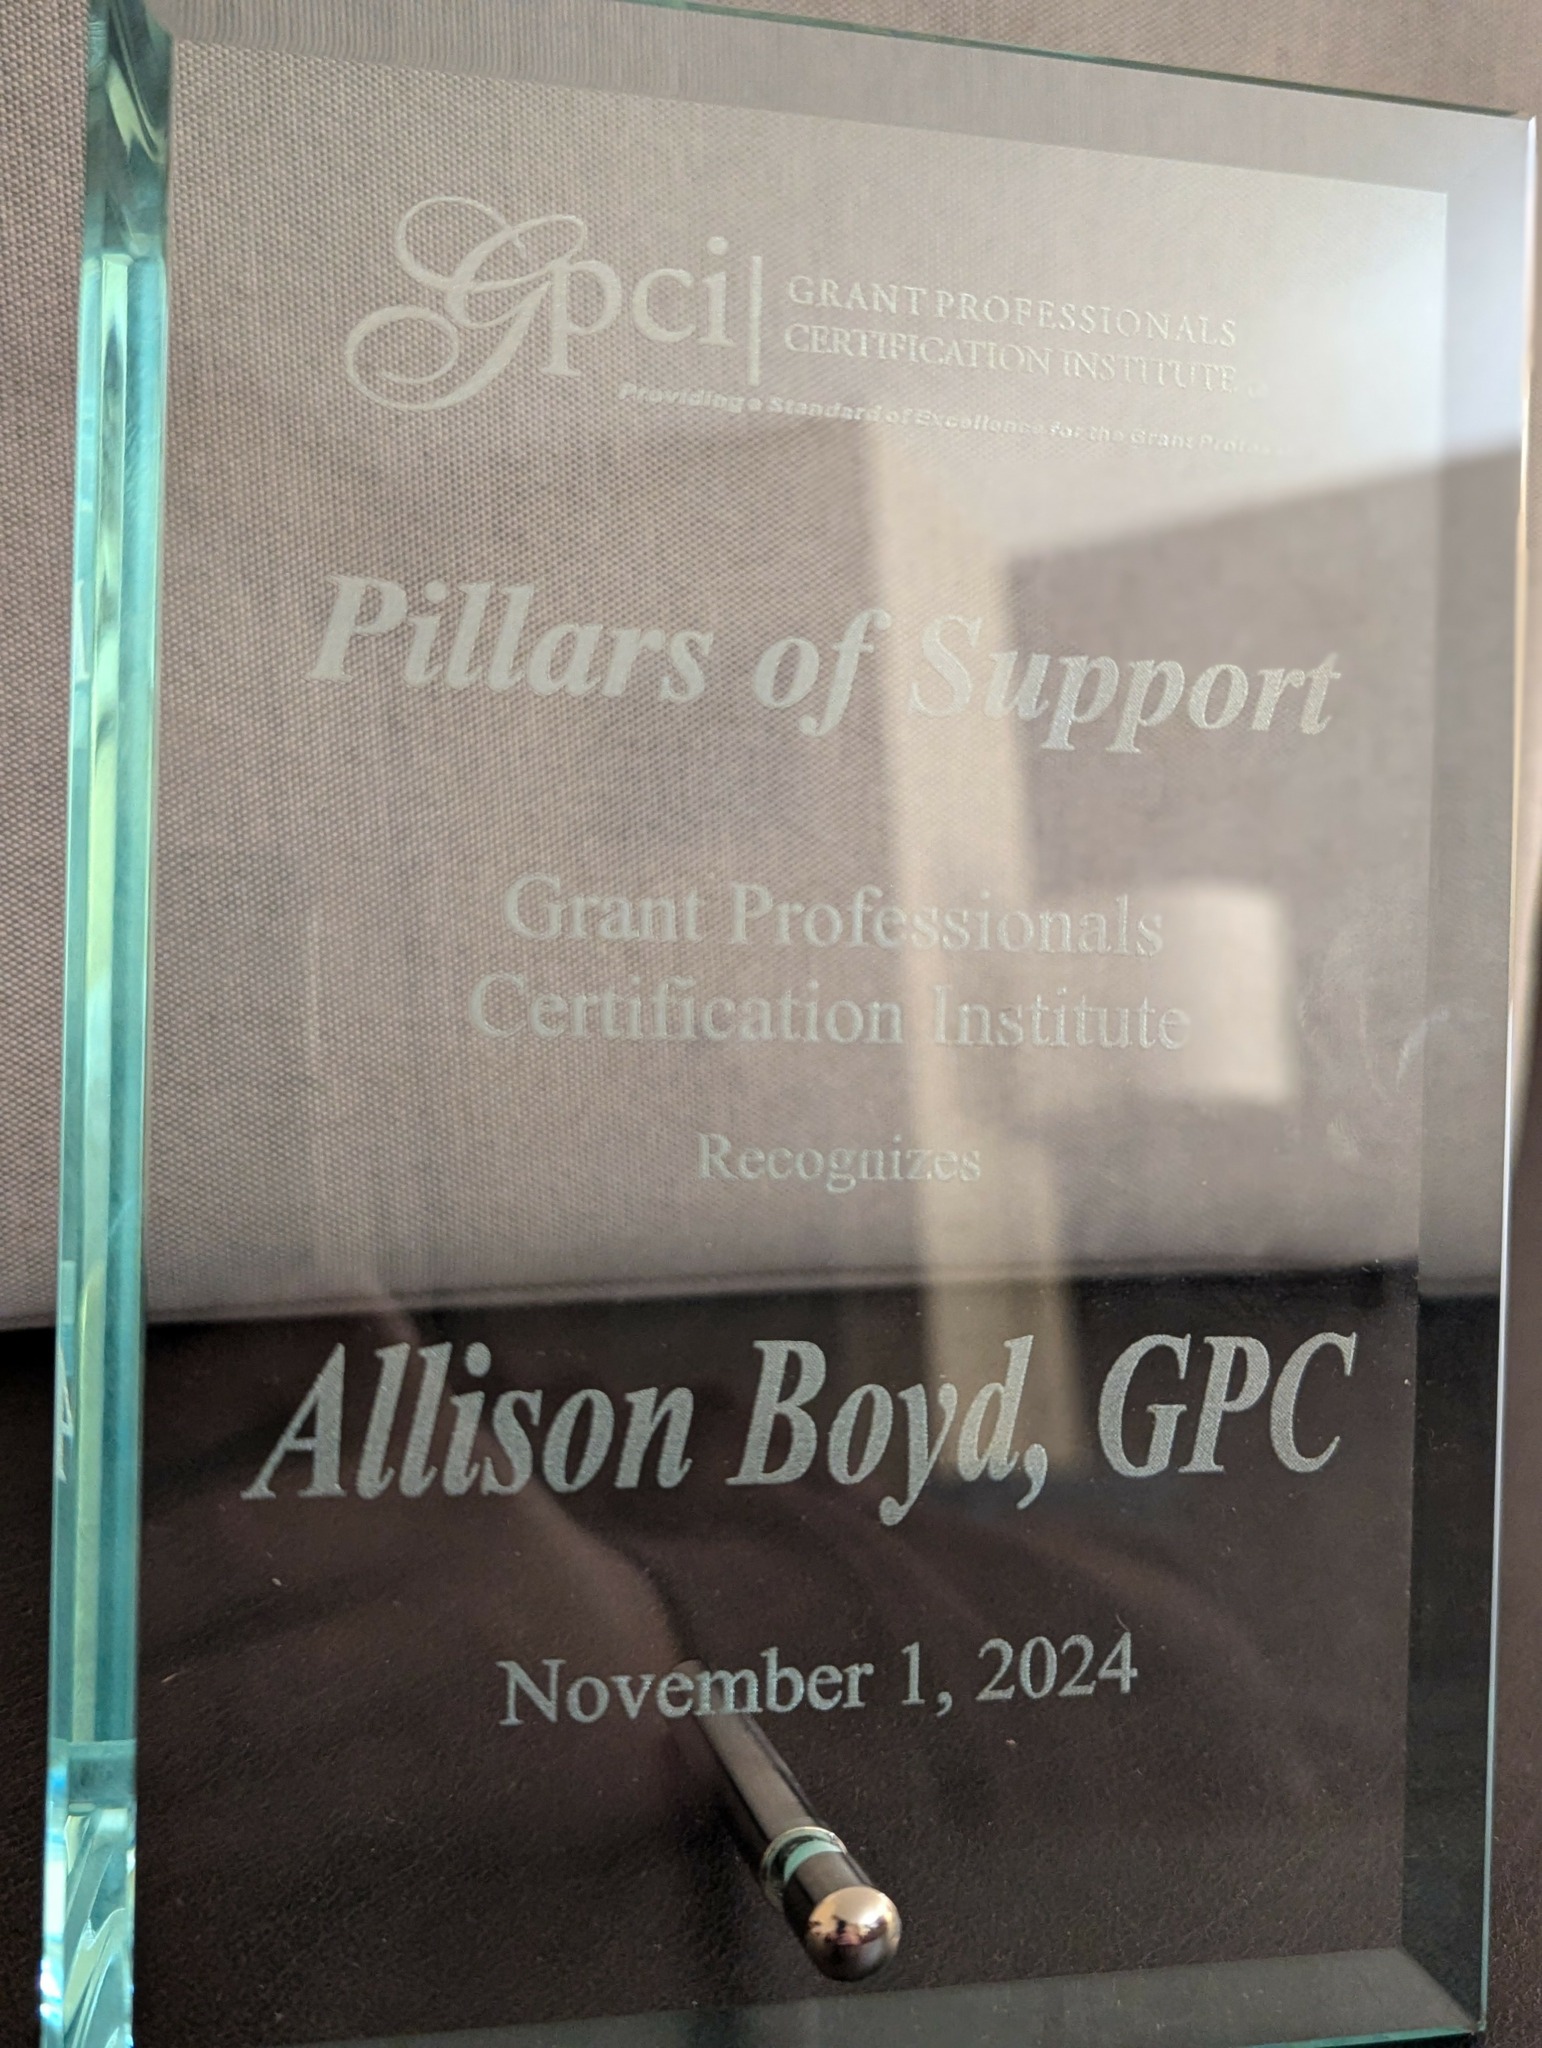 Gpci
GRANT PROFESSIONALS
CERTIFICATION INSTITUTE
Providing a Standard of Excellence for the Grant
Pillars of Support
Grant Professionals
Certification Institute
Recognizes
Allison Boyd, GPC
November 1, 2024